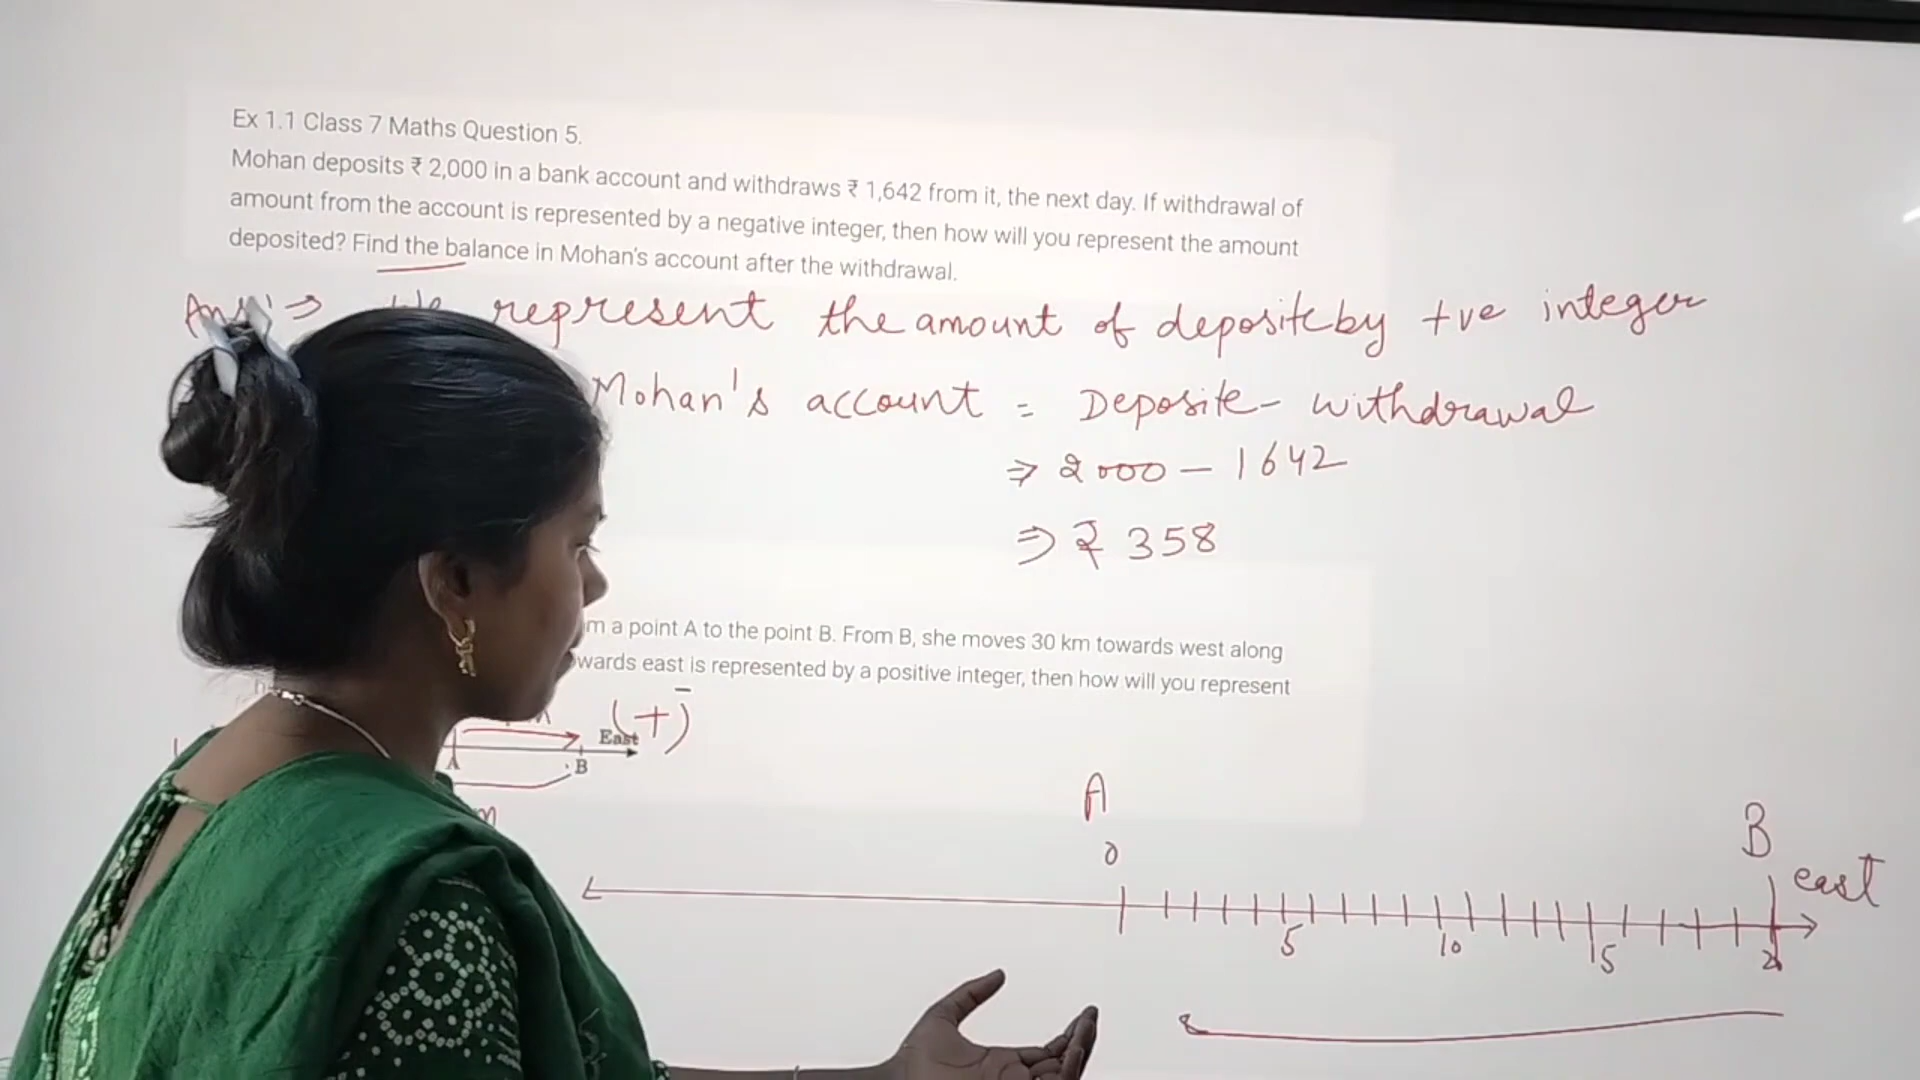 Ex 1.1 Class 7 Maths Question 5.
Mohan deposits ₹ 2,000 in a bank account and withdraws ₹ 1,642 from it, the next day. If withdrawal of
amount from the account is represented by a negative integer, then how will you represent the amount
deposited? Find the balance in Mohan's account after the withdrawal.
represent the amount of deposite by +ve integer
Mohan's account = Deposite - withdrawal
⇒ 2000 - 1642
⇒ ₹ 358
a point A to the point B. From B, she moves 30 km towards west along
east is represented by a positive integer, then how will you represent
(+) -
East
A B
A B
0 east
5 10 15